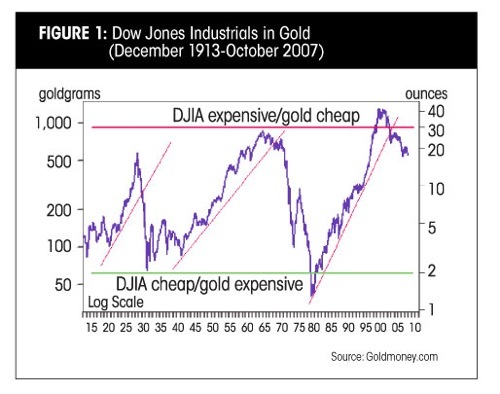 FIGURE 1: Dow Jones Industrials in Gold
(December 1913-October 2007)
goldgrams ounces
DJIA expensive/gold cheap
1,000
500
200
100
50
40
30
20
10
5
2
1
DJIA cheap/gold expensive
Log Scale
15 20 25 30 35 40 45 50 55 60 65 70 75 80 85 90 95 00 05 10
Source: Goldmoney.com